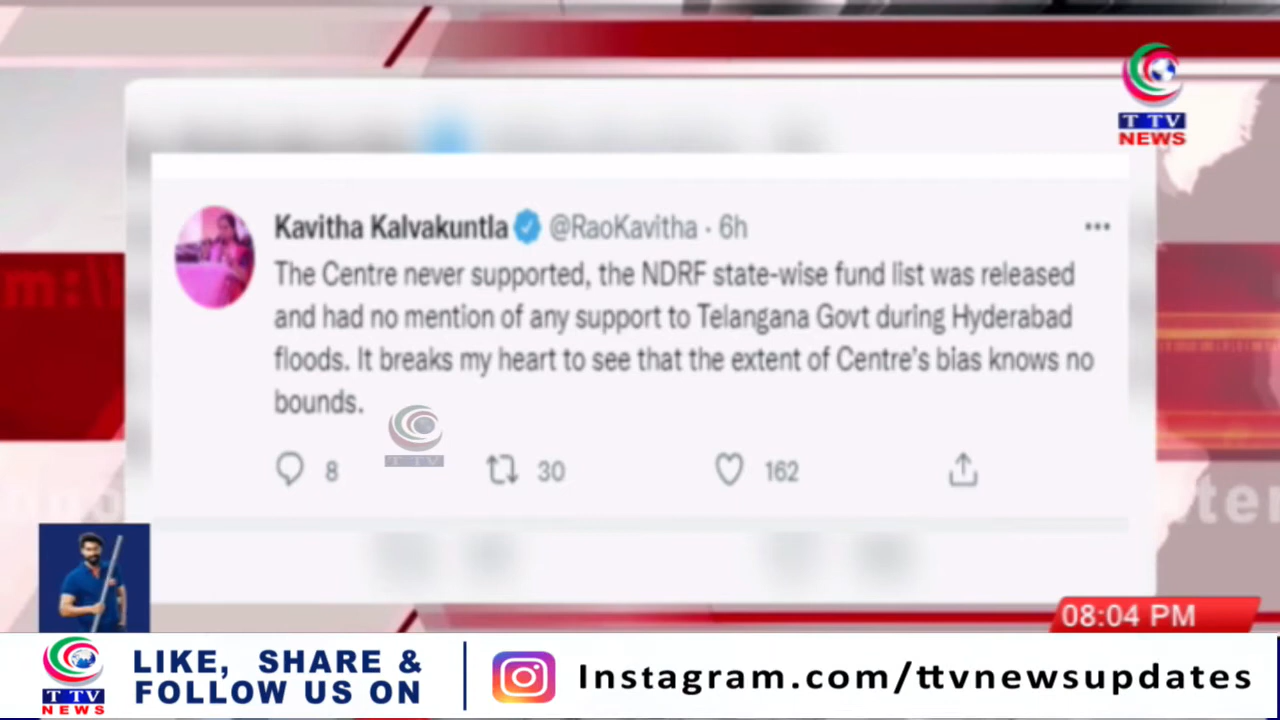 T TV
NEWS
Kavitha Kalvakuntla @RaoKavitha · 6h
The Centre never supported, the NDRF state-wise fund list was released
and had no mention of any support to Telangana Govt during Hyderabad
floods. It breaks my heart to see that the extent of Centre's bias knows no
bounds.
T TV
8 30 162
08:04 PM
T TV
NEWS
LIKE, SHARE &
FOLLOW US ON
Instagram.com/ttvnewsupdates